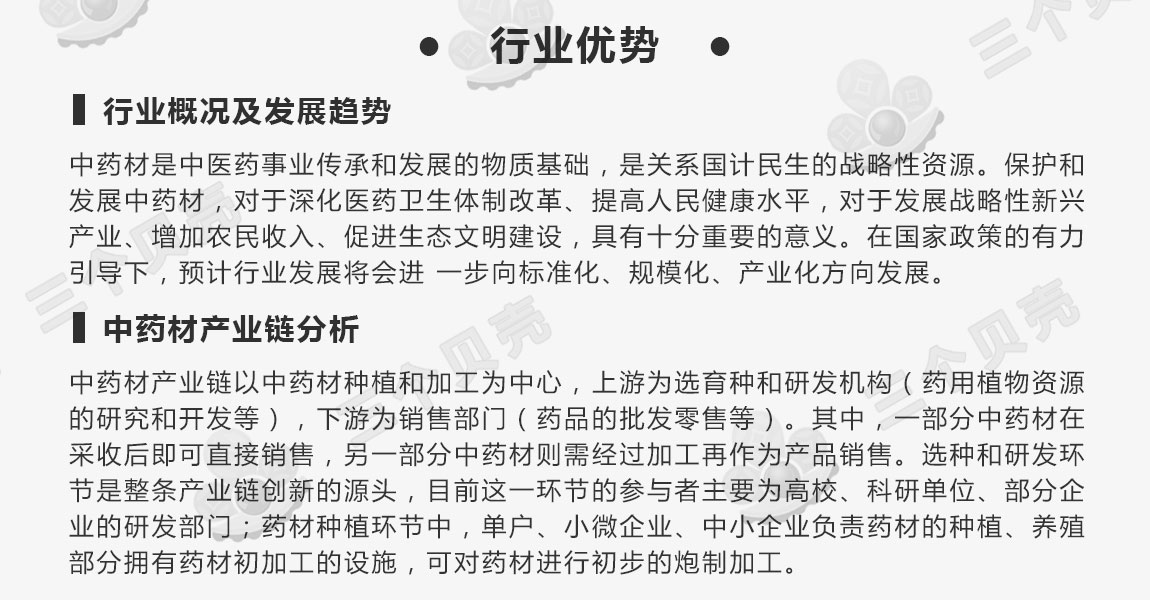 ● 行业优势 ●
行业概况及发展趋势
中药材是中医药事业传承和发展的物质基础，是关系国计民生的战略性资源。保护和
发展中药材，对于深化医药卫生体制改革、提高人民健康水平，对于发展战略性新兴
产业、增加农民收入、促进生态文明建设，具有十分重要的意义。在国家政策的有力
引导下，预计行业发展将会进 一步向标准化、规模化、产业化方向发展。
中药材产业链分析
中药材产业链以中药材种植和加工为中心，上游为选育种和研发机构（药用植物资源
的研究和开发等），下游为销售部门（药品的批发零售等）。其中，一部分中药材在
采收后即可直接销售，另一部分中药材则需经过加工再作为产品销售。选种和研发环
节是整条产业链创新的源头，目前这一环节的参与者主要为高校、科研单位、部分企
业的研发部门；药材种植环节中，单户、小微企业、中小企业负责药材的种植、养殖
部分拥有药材初加工的设施，可对药材进行初步的炮制加工。
三个贝壳
三个贝壳
三个贝壳
三个贝壳